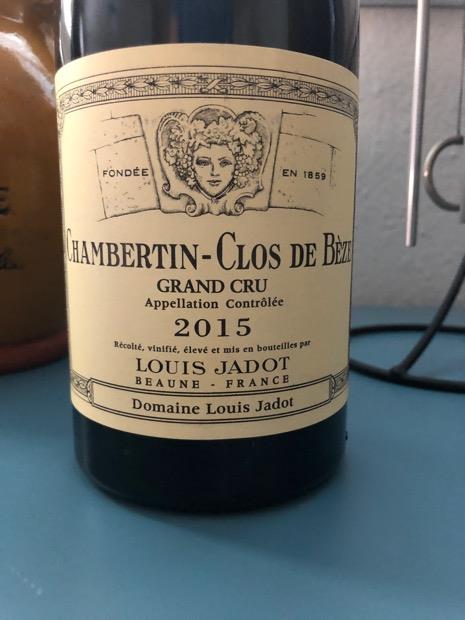 FONDÉE EN 1859
CHAMBERTIN-CLOS DE BÈZE
GRAND CRU
Appellation Contrôlée
2015
Récolté, vinifié, élevé et mis en bouteilles par
LOUIS JADOT
BEAUNE - FRANCE
Domaine Louis Jadot